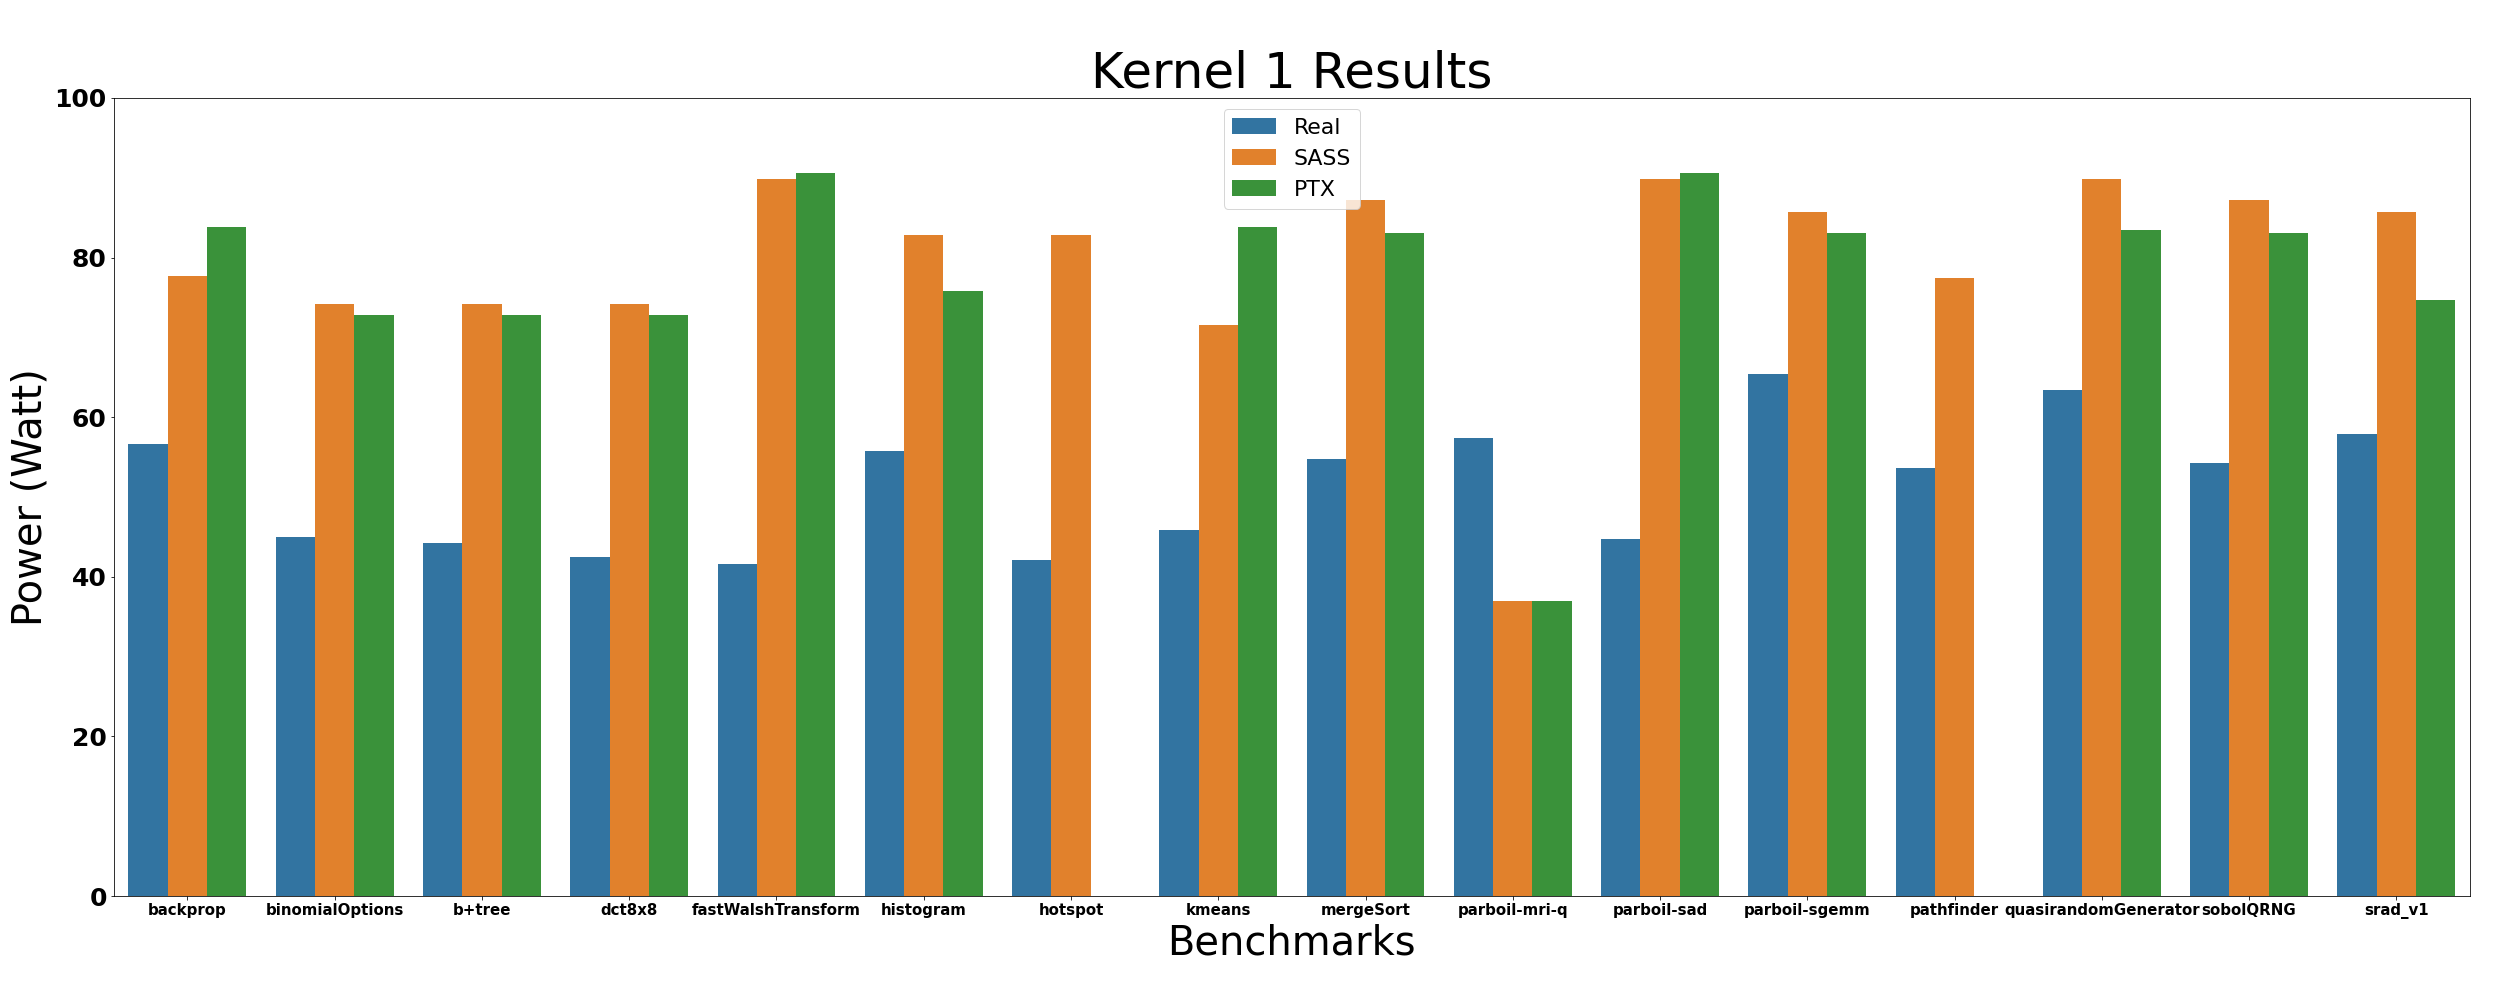 Kernel 1 Results
Real
SASS
PTX
Power (Watt)
100
80
60
40
20
0
backprop binomialOptions b+tree dct8x8 fastWalshTransform histogram hotspot kmeans mergeSort parboil-mri-q parboil-sad parboil-sgemm pathfinder quasirandomGenerator sobolQRNG srad_v1
Benchmarks